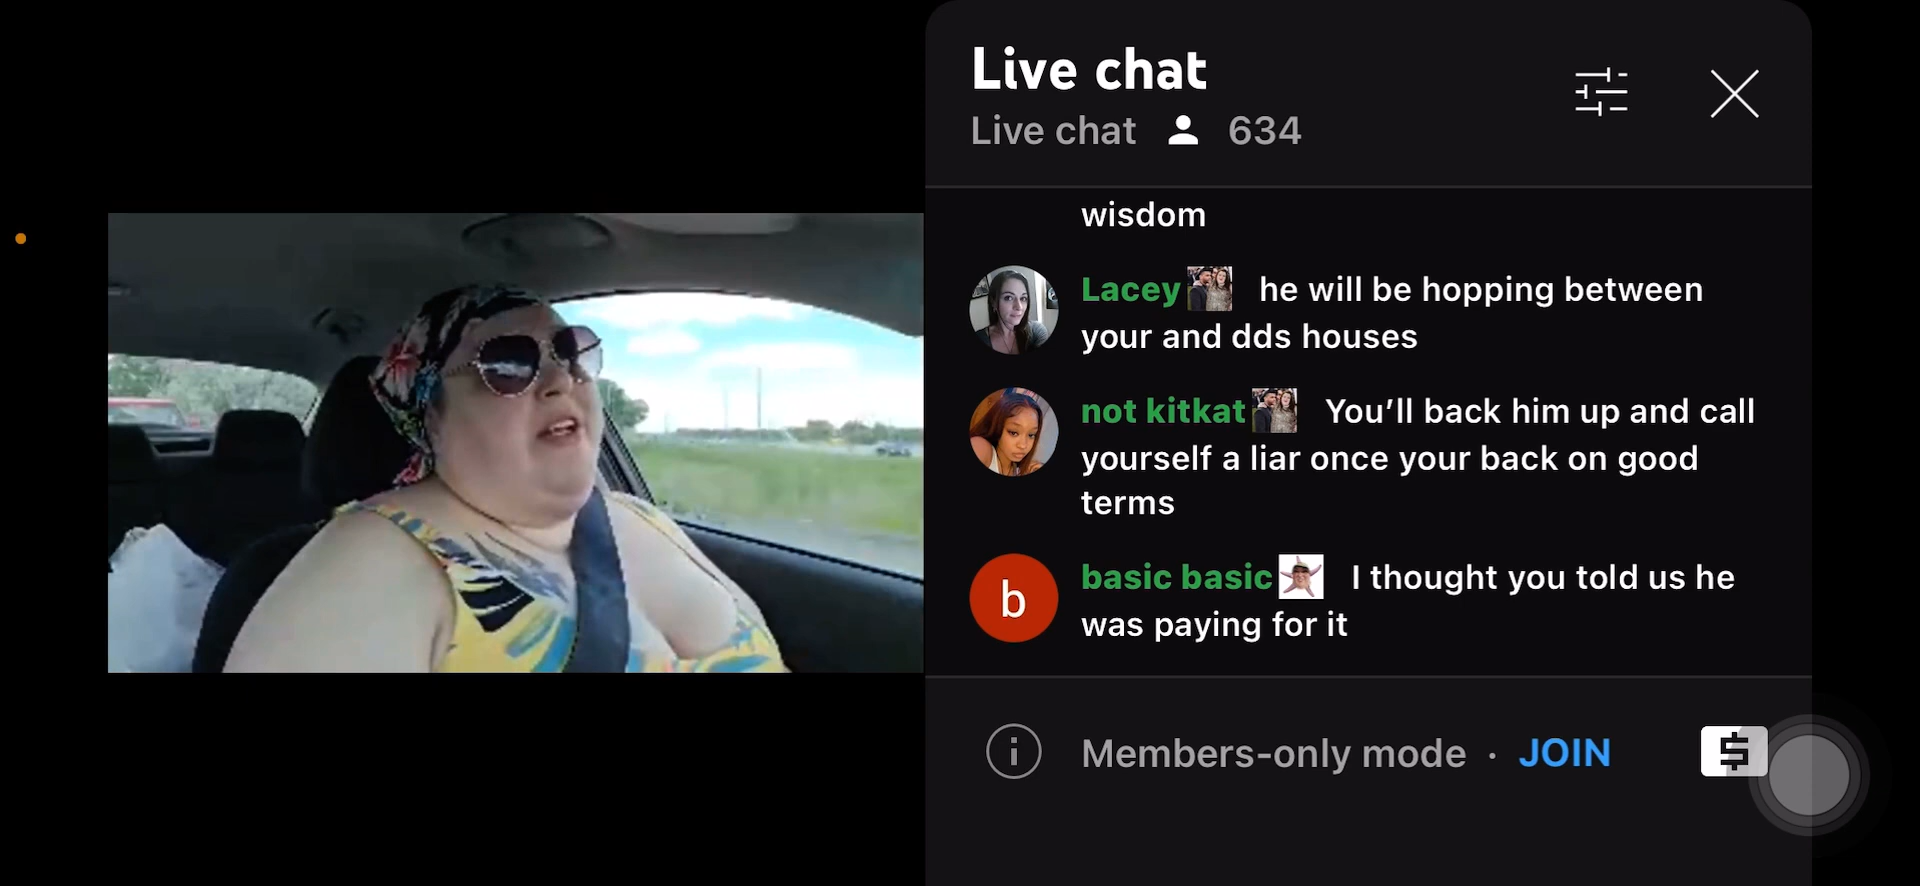 Live chat
Live chat 634
wisdom
Lacey he will be hopping between
your and dds houses
not kitkat You’ll back him up and call
yourself a liar once your back on good
terms
b
basic basic I thought you told us he
was paying for it
Members-only mode · JOIN
$